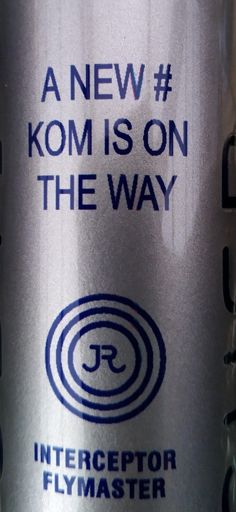 A NEW #
KOM IS ON
THE WAY
JR
INTERCEPTOR
FLYMASTER